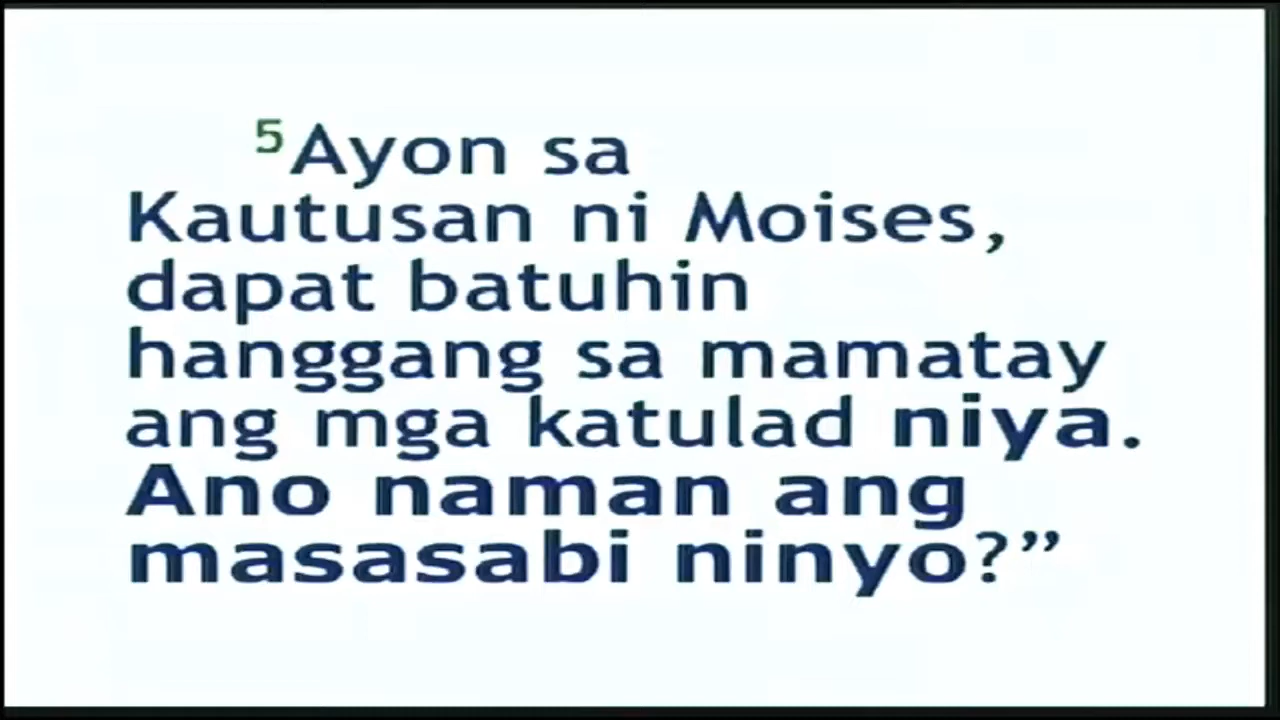 ⁵Ayon sa
Kautusan ni Moises,
dapat batuhin
hanggang sa mamatay
ang mga katulad niya.
Ano naman ang
masasabi ninyo?”